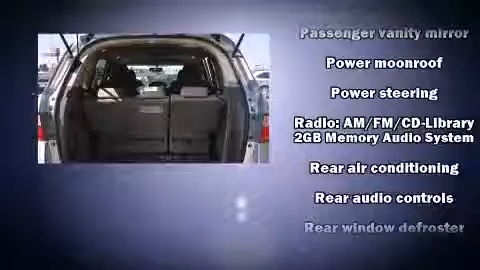 Passenger vanity mirror
Power moonroof
Power steering
Radio: AM/FM/CD-Library
2GB Memory Audio System
Rear air conditioning
Rear audio controls
Rear window defroster